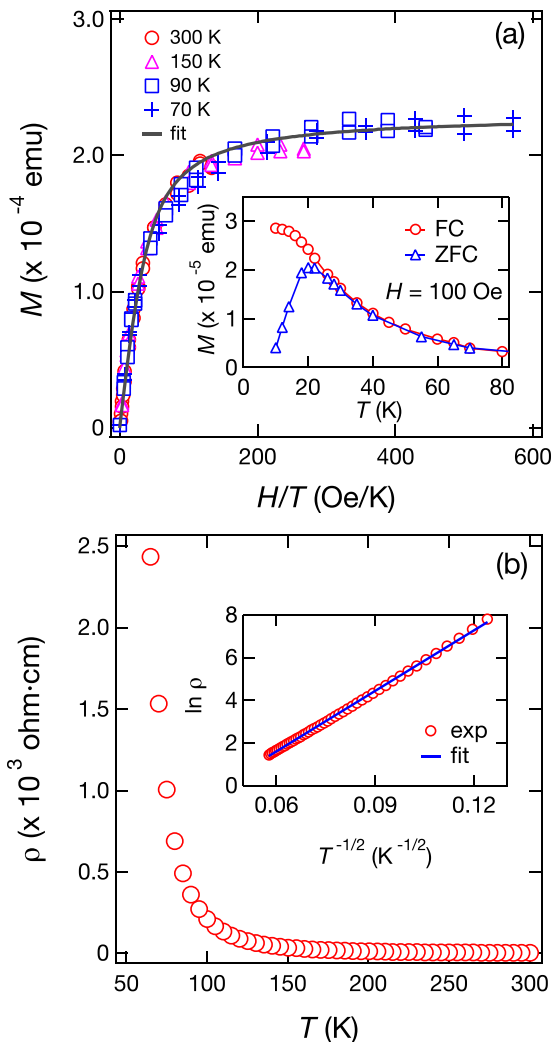 (a)
300 K
150 K
90 K
70 K
fit
3.0
2.0
1.0
0
M (x 10⁻⁴ emu)
0
200
400
600
H/T (Oe/K)
3
2
1
0
M (x 10⁻⁵ emu)
FC
ZFC
H = 100 Oe
0
20
40
60
80
T (K)
(b)
2.5
2.0
1.5
1.0
0.5
0
ρ (x 10³ ohm·cm)
50
100
150
200
250
300
T (K)
8
6
4
2
0
ln ρ
exp
fit
0.06
0.09
0.12
T⁻¹/² (K⁻¹/²)